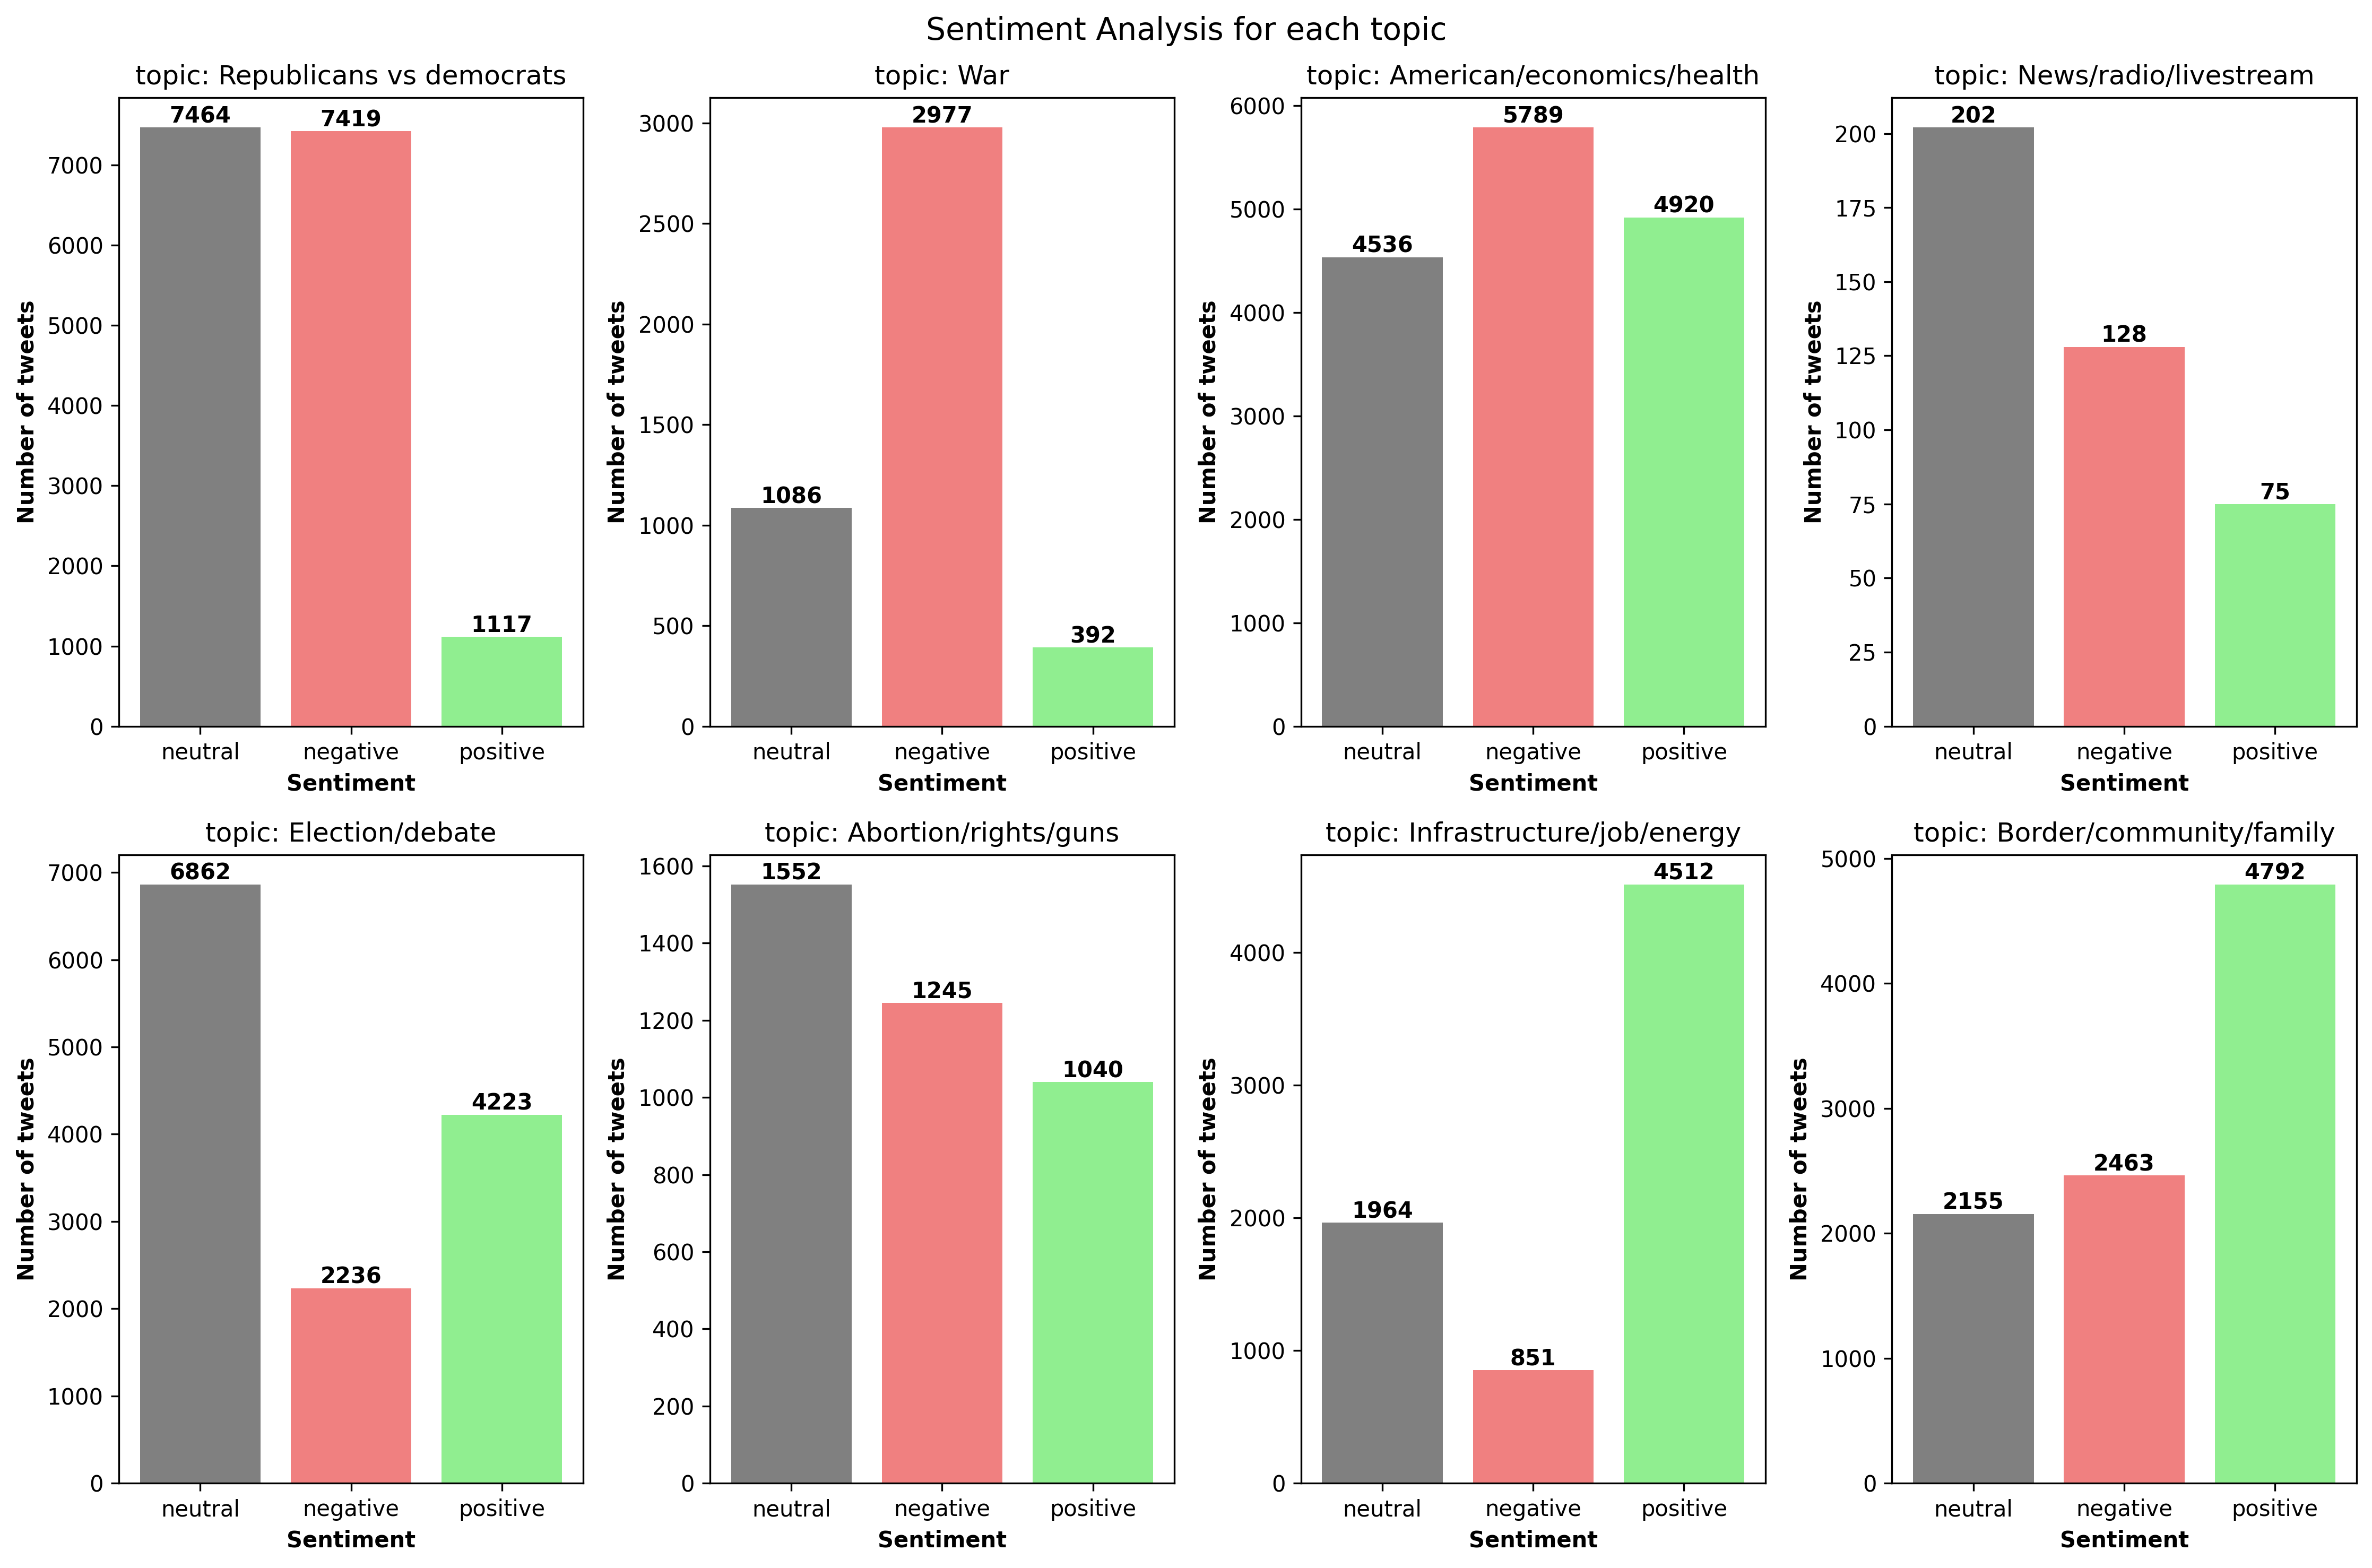 Sentiment Analysis for each topic
topic: Republicans vs democrats
7464
7419
1117
7000
6000
5000
4000
3000
2000
1000
0
Number of tweets
neutral negative positive
Sentiment
topic: War
2977
1086
392
3000
2500
2000
1500
1000
500
0
Number of tweets
neutral negative positive
Sentiment
topic: American/economics/health
5789
4920
4536
6000
5000
4000
3000
2000
1000
0
Number of tweets
neutral negative positive
Sentiment
topic: News/radio/livestream
202
128
75
200
175
150
125
100
75
50
25
0
Number of tweets
neutral negative positive
Sentiment
topic: Election/debate
6862
4223
2236
7000
6000
5000
4000
3000
2000
1000
0
Number of tweets
neutral negative positive
Sentiment
topic: Abortion/rights/guns
1552
1245
1040
1600
1400
1200
1000
800
600
400
200
0
Number of tweets
neutral negative positive
Sentiment
topic: Infrastructure/job/energy
4512
1964
851
4000
3000
2000
1000
0
Number of tweets
neutral negative positive
Sentiment
topic: Border/community/family
4792
2463
2155
5000
4000
3000
2000
1000
0
Number of tweets
neutral negative positive
Sentiment